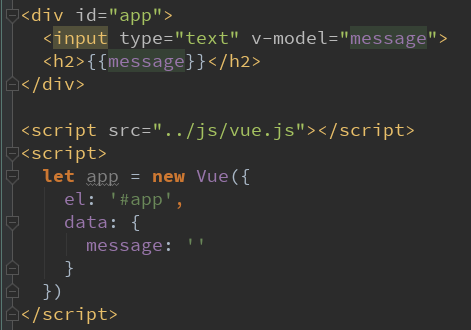 <div id="app">
  <input type="text" v-model="message">
  <h2>{{message}}</h2>
</div>

<script src="../js/vue.js"></script>
<script>
  let app = new Vue({
    el: '#app',
    data: {
      message: ''
    }
  })
</script>